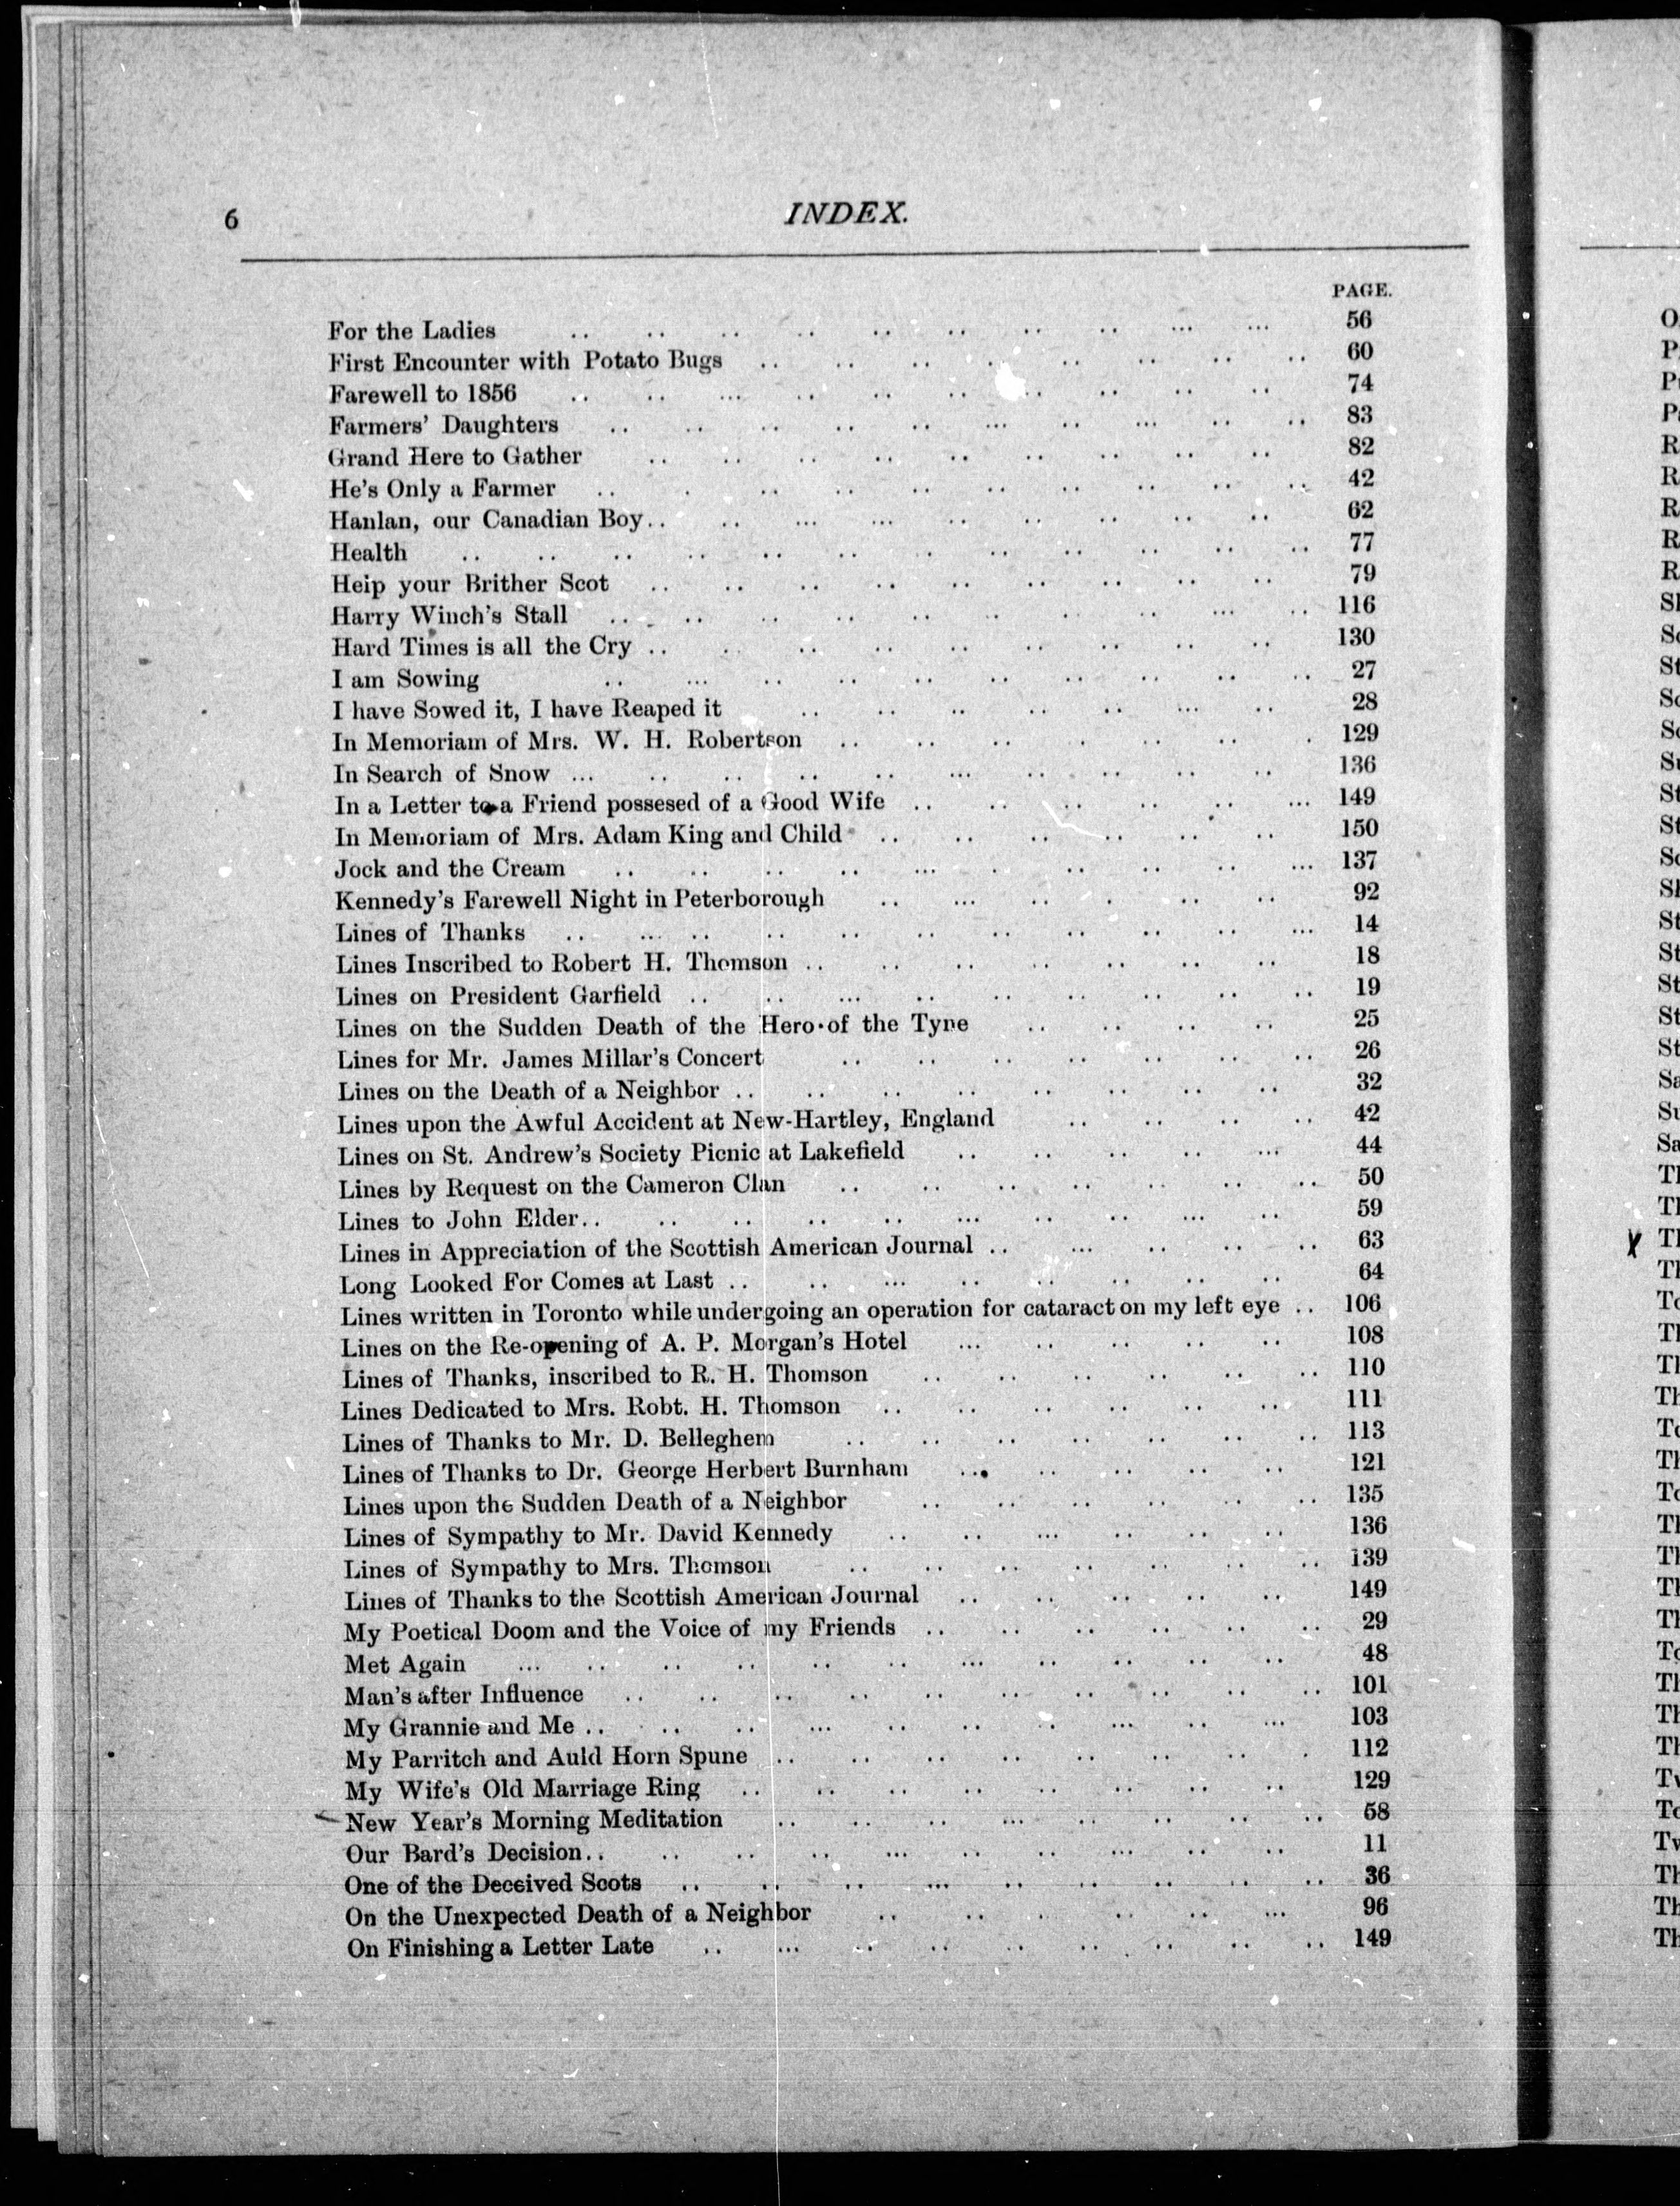 6
INDEX.
PAGE.
For the Ladies .. .. .. .. .. .. .. .. ... ... 56
First Encounter with Potato Bugs .. .. .. . .. .. .. .. 60
Farewell to 1856 .. .. ... .. .. .. .. .. .. .. 74
Farmers' Daughters .. .. .. .. .. ... .. ... .. .. 83
Grand Here to Gather .. .. .. .. .. .. .. .. .. 82
He's Only a Farmer .. . .. .. .. .. .. .. .. .. 42
Hanlan, our Canadian Boy.. .. ... ... .. .. .. .. .. 62
Health .. .. .. .. .. .. . .. .. .. .. .. 77
Heip your Brither Scot .. .. .. .. .. .. .. .. .. 79
Harry Winch's Stall .. .. .. .. .. .. . .. ... .. 116
Hard Times is all the Cry .. . .. .. .. .. .. .. .. 130
I am Sowing .. ... .. .. .. .. .. .. .. .. 27
I have Sowed it, I have Reaped it .. .. .. .. .. ... .. 28
In Memoriam of Mrs. W. H. Robertson .. .. .. . .. .. . 129
In Search of Snow ... .. .. .. .. ... .. .. .. .. 136
In a Letter to a Friend possesed of a Good Wife .. .. .. .. .. ... 149
In Memoriam of Mrs. Adam King and Child .. .. .. .. .. .. 150
Jock and the Cream .. .. .. .. ... . .. .. .. ... 137
Kennedy's Farewell Night in Peterborough .. ... .. . .. .. 92
Lines of Thanks .. ... .. .. .. .. .. .. .. .. ... 14
Lines Inscribed to Robert H. Thomson .. .. .. .. .. .. .. 18
Lines on President Garfield .. .. ... .. .. .. .. .. .. 19
Lines on the Sudden Death of the Hero of the Tyne .. .. .. .. 25
Lines for Mr. James Millar's Concert .. .. .. .. .. .. .. 26
Lines on the Death of a Neighbor .. .. .. .. .. .. .. .. 32
Lines upon the Awful Accident at New-Hartley, England .. .. .. .. 42
Lines on St. Andrew's Society Picnic at Lakefield .. .. .. .. ... 44
Lines by Request on the Cameron Clan .. .. .. .. .. .. .. 50
Lines to John Elder.. .. .. .. .. ... .. .. ... .. 59
Lines in Appreciation of the Scottish American Journal .. ... .. .. .. 63
Long Looked For Comes at Last .. .. ... .. .. .. .. .. 64
Lines written in Toronto while undergoing an operation for cataract on my left eye .. 106
Lines on the Re-opening of A. P. Morgan's Hotel ... .. .. .. .. 108
Lines of Thanks, inscribed to R. H. Thomson .. .. .. .. .. .. 110
Lines Dedicated to Mrs. Robt. H. Thomson .. .. .. .. .. .. 111
Lines of Thanks to Mr. D. Belleghem .. .. .. .. .. .. .. 113
Lines of Thanks to Dr. George Herbert Burnham ... .. .. .. .. 121
Lines upon the Sudden Death of a Neighbor .. .. .. .. .. .. 135
Lines of Sympathy to Mr. David Kennedy .. .. ... .. .. .. 136
Lines of Sympathy to Mrs. Thomson .. .. .. .. .. .. .. 139
Lines of Thanks to the Scottish American Journal .. .. .. .. .. 149
My Poetical Doom and the Voice of my Friends .. .. .. .. .. .. 29
Met Again ... .. .. .. .. .. ... .. .. .. .. 48
Man's after Influence .. .. .. .. .. .. .. .. .. .. 101
My Grannie and Me .. .. .. ... .. .. .. ... .. ... 103
My Parritch and Auld Horn Spune .. .. .. .. .. .. .. . 112
My Wife's Old Marriage Ring .. .. .. .. .. .. .. .. 129
New Year's Morning Meditation .. .. .. ... .. .. .. .. 58
Our Bard's Decision.. .. .. .. ... .. .. ... .. .. 11
One of the Deceived Scots .. .. .. ... .. .. .. .. .. 36
On the Unexpected Death of a Neighbor .. .. . .. .. ... 96
On Finishing a Letter Late .. ... .. .. .. .. .. .. .. 149